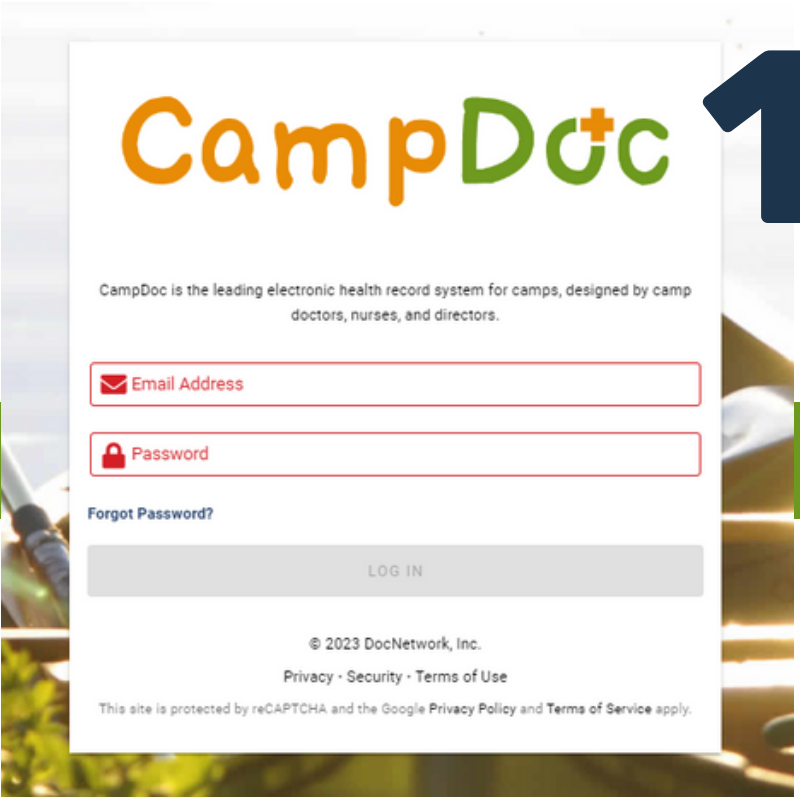 CampDoc
1
CampDoc is the leading electronic health record system for camps, designed by camp
doctors, nurses, and directors.
Email Address
Password
Forgot Password?
LOG IN
© 2023 DocNetwork, Inc.
Privacy · Security · Terms of Use
This site is protected by reCAPTCHA and the Google Privacy Policy and Terms of Service apply.